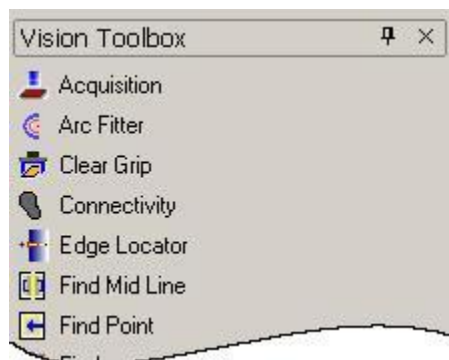 Vision Toolbox
Acquisition
Arc Fitter
Clear Grip
Connectivity
Edge Locator
Find Mid Line
Find Point